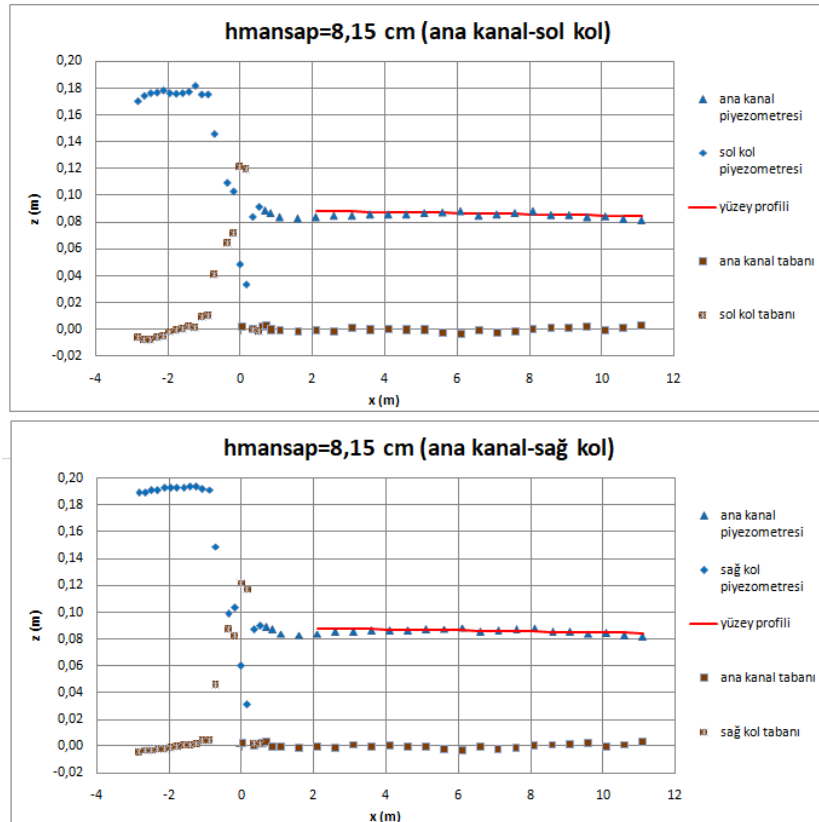 hmansap=8,15 cm (ana kanal-sol kol)
0,20
0,18
0,16
0,14
0,12
0,10
0,08
0,06
0,04
0,02
0,00
-0,02
z (m)
-4 -2 0 2 4 6 8 10 12
x (m)
ana kanal
piyezometresi
sol kol
piyezometresi
yüzey profili
ana kanal tabanı
sol kol tabanı
hmansap=8,15 cm (ana kanal-sağ kol)
0,20
0,18
0,16
0,14
0,12
0,10
0,08
0,06
0,04
0,02
0,00
-0,02
z (m)
-4 -2 0 2 4 6 8 10 12
x (m)
ana kanal
piyezometresi
sağ kol
piyezometresi
yüzey profili
ana kanal tabanı
sağ kol tabanı